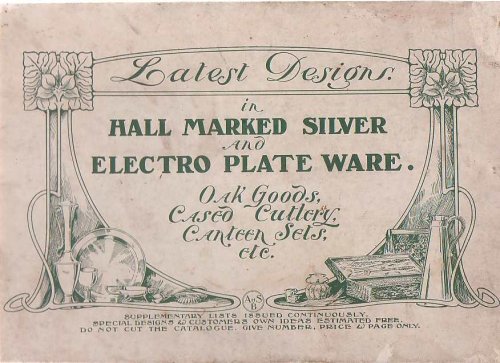 Latest Designs.
in
HALL MARKED SILVER
and
ELECTRO PLATE WARE.
Oak Goods,
Cased Cutlery,
Canteen Sets,
etc.
A S
B
SUPPLEMENTARY LISTS ISSUED CONTINUOUSLY.
SPECIAL DESIGNS & CUSTOMERS OWN IDEAS ESTIMATED FREE.
DO NOT CUT THE CATALOGUE. GIVE NUMBER, PRICE & PAGE ONLY.